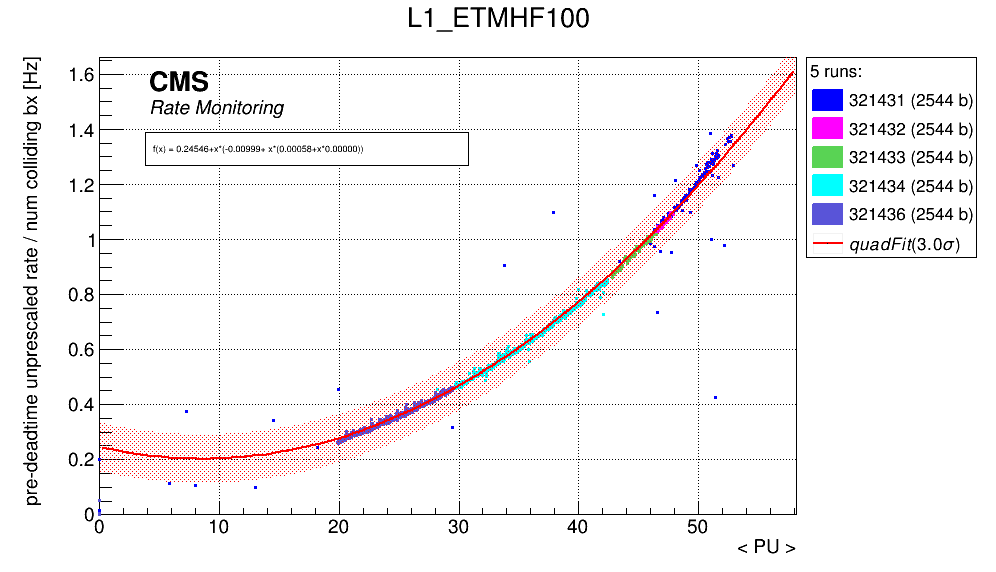 L1_ETMHF100
pre-deadtime unprescaled rate / num colliding bx [Hz]
CMS
Rate Monitoring
f(x) = 0.24546+x*(-0.00999+ x*(0.00058+x*0.00000))
1.6
1.4
1.2
1
0.8
0.6
0.4
0.2
0
0 10 20 30 40 50
< PU >
5 runs:
321431 (2544 b)
321432 (2544 b)
321433 (2544 b)
321434 (2544 b)
321436 (2544 b)
quadFit(3.0σ)